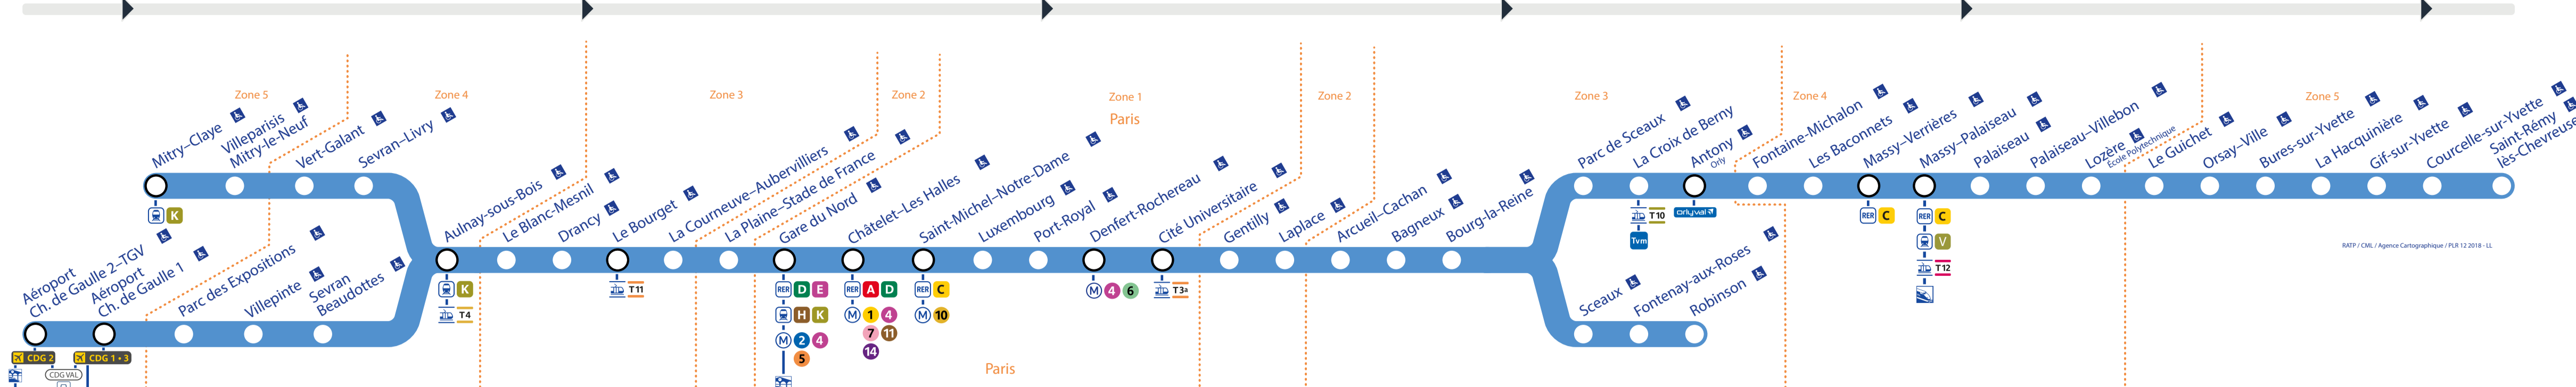 Zone 5
Zone 4
Zone 3
Zone 2
Zone 1
Paris
Zone 2
Zone 3
Zone 4
Zone 5
Mitry–Claye
Villeparisis
Mitry-le-Neuf
Vert-Galant
Sevran–Livry
K
Aéroport
Ch. de Gaulle 2–TGV
Aéroport
Ch. de Gaulle 1
Parc des Expositions
Villepinte
Sevran
Beaudottes
CDG 2
CDG 1 • 3
CDG VAL
Aulnay-sous-Bois
K
T4
Le Blanc-Mesnil
Drancy
Le Bourget
T11
La Courneuve–Aubervilliers
La Plaine–Stade de France
Gare du Nord
RER D E
H K
M 2 4
5
Châtelet–Les Halles
RER A D
M 1 4
7 11
14
Saint-Michel–Notre-Dame
RER C
M 10
Luxembourg
Port-Royal
Denfert-Rochereau
M 4 6
Cité Universitaire
T3a
Gentilly
Laplace
Arcueil–Cachan
Bagneux
Bourg-la-Reine
Parc de Sceaux
La Croix de Berny
T10
Tvm
Antony
Orly
orlyval
Fontaine-Michalon
Les Baconnets
Massy–Verrières
RER C
Massy–Palaiseau
RER C
V
T12
Palaiseau
Palaiseau–Villebon
Lozère
École Polytechnique
Le Guichet
Orsay–Ville
Bures-sur-Yvette
La Hacquinière
Gif-sur-Yvette
Courcelle-sur-Yvette
Saint-Rémy
lès-Chevreuse
Sceaux
Fontenay-aux-Roses
Robinson
RATP / CML / Agence Cartographique / PLR 12 2018 - LL
Paris